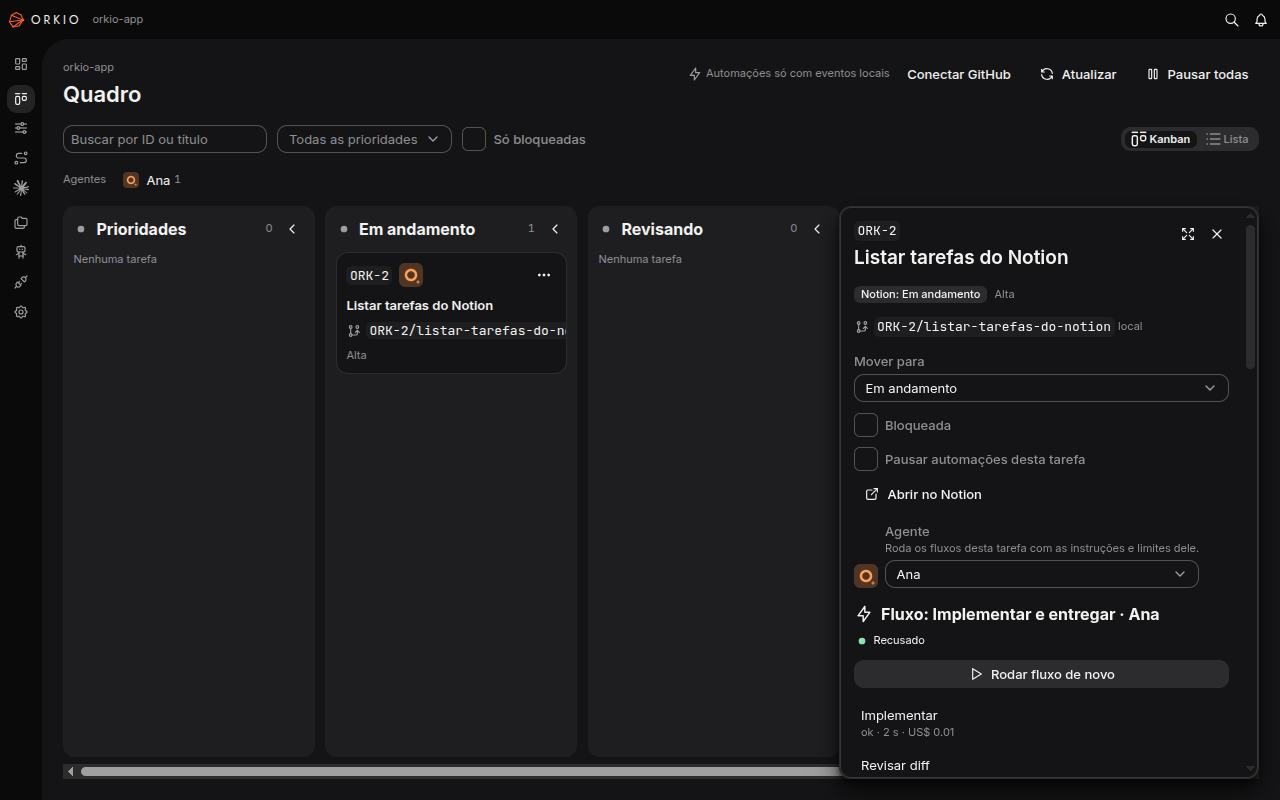 ORKIO orkio-app
orkio-app
Quadro
Automações só com eventos locais
Conectar GitHub
Atualizar
Pausar todas
Buscar por ID ou título
Todas as prioridades
Só bloqueadas
Kanban
Lista
Agentes
Ana 1
Prioridades 0
Nenhuma tarefa
Em andamento 1
ORK-2
Listar tarefas do Notion
ORK-2/listar-tarefas-do-n
Alta
Revisando 0
Nenhuma tarefa
ORK-2
Listar tarefas do Notion
Notion: Em andamento Alta
ORK-2/listar-tarefas-do-notion local
Mover para
Em andamento
Bloqueada
Pausar automações desta tarefa
Abrir no Notion
Agente
Roda os fluxos desta tarefa com as instruções e limites dele.
Ana
Fluxo: Implementar e entregar · Ana
Recusado
Rodar fluxo de novo
Implementar
ok · 2 s · US$ 0.01
Revisar diff